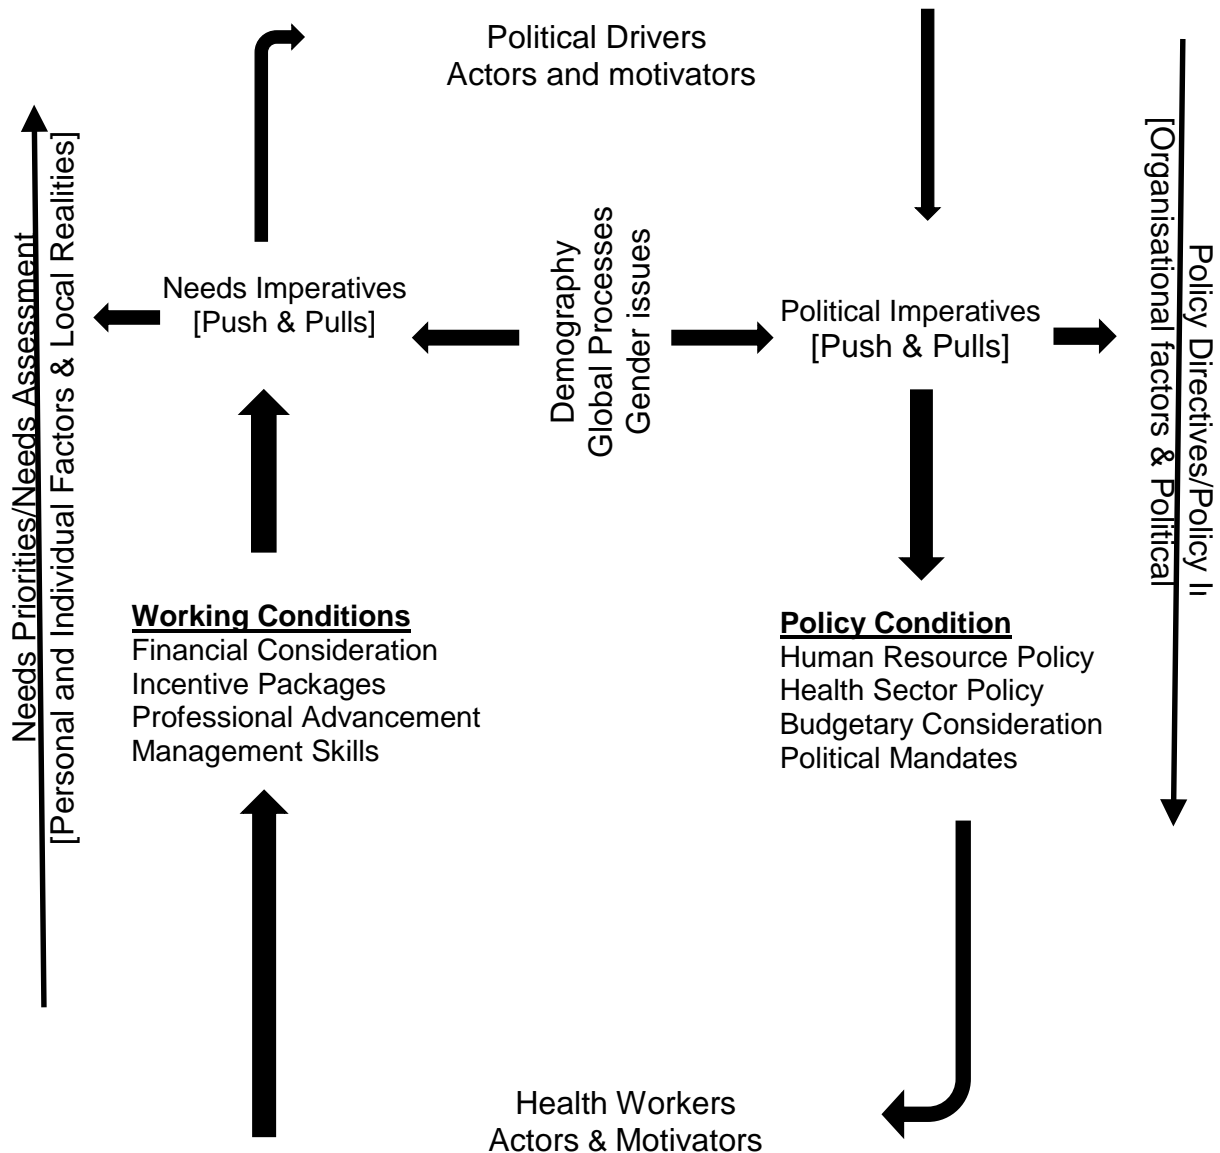 Political Drivers
Actors and motivators
Needs Priorities/Needs Assessment
[Personal and Individual Factors & Local Realities]
Needs Imperatives
[Push & Pulls]
Demography
Global Processes
Gender issues
Political Imperatives
[Push & Pulls]
Policy Directives/Policy
[Organisational factors & Political]
Working Conditions
Financial Consideration
Incentive Packages
Professional Advancement
Management Skills
Policy Condition
Human Resource Policy
Health Sector Policy
Budgetary Consideration
Political Mandates
Health Workers
Actors & Motivators